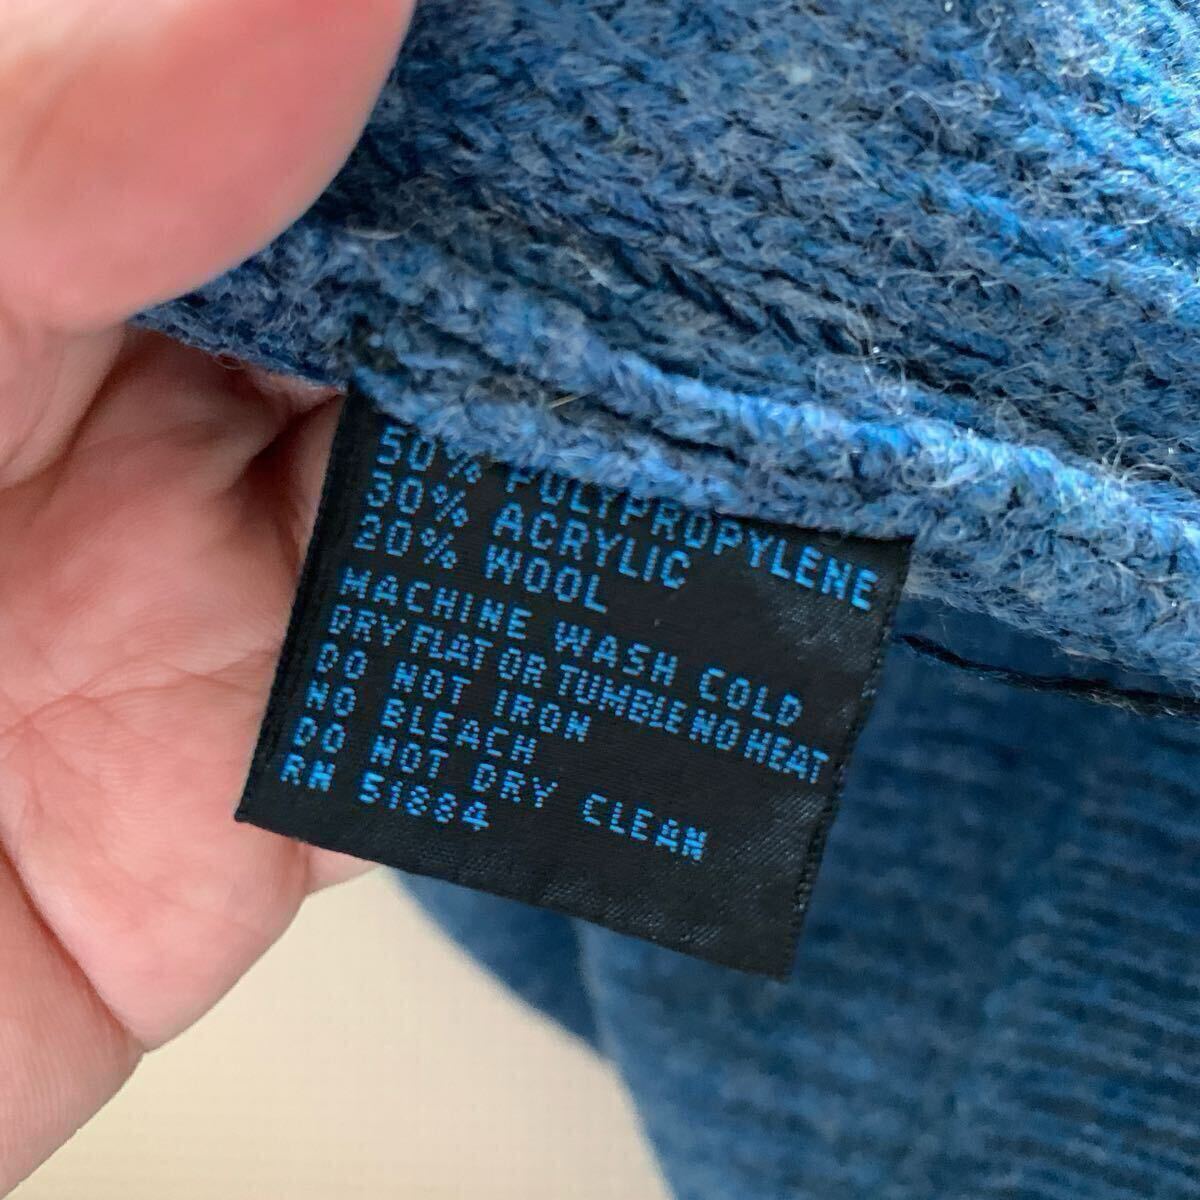 50% POLYPROPYLENE
30% ACRYLIC
20% WOOL
MACHINE WASH COLD
DRY FLAT OR TUMBLE NO HEAT
DO NOT IRON
NO BLEACH
DO NOT DRY CLEAN
RN 51884